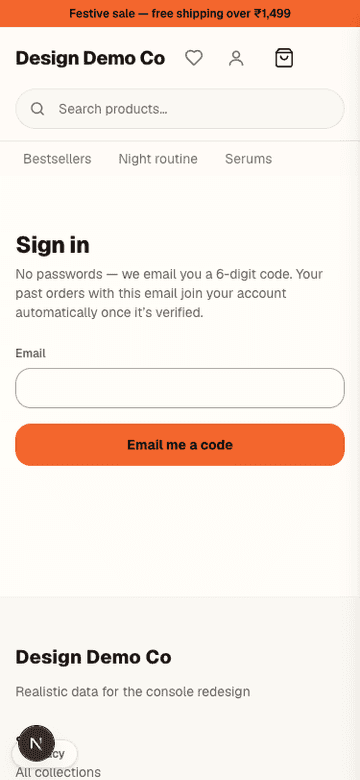 Festive sale — free shipping over ₹1,499
Design Demo Co
Search products…
Bestsellers
Night routine
Serums
Sign in
No passwords — we email you a 6-digit code. Your
past orders with this email join your account
automatically once it’s verified.
Email
Email me a code
Design Demo Co
Realistic data for the console redesign
N
All collections